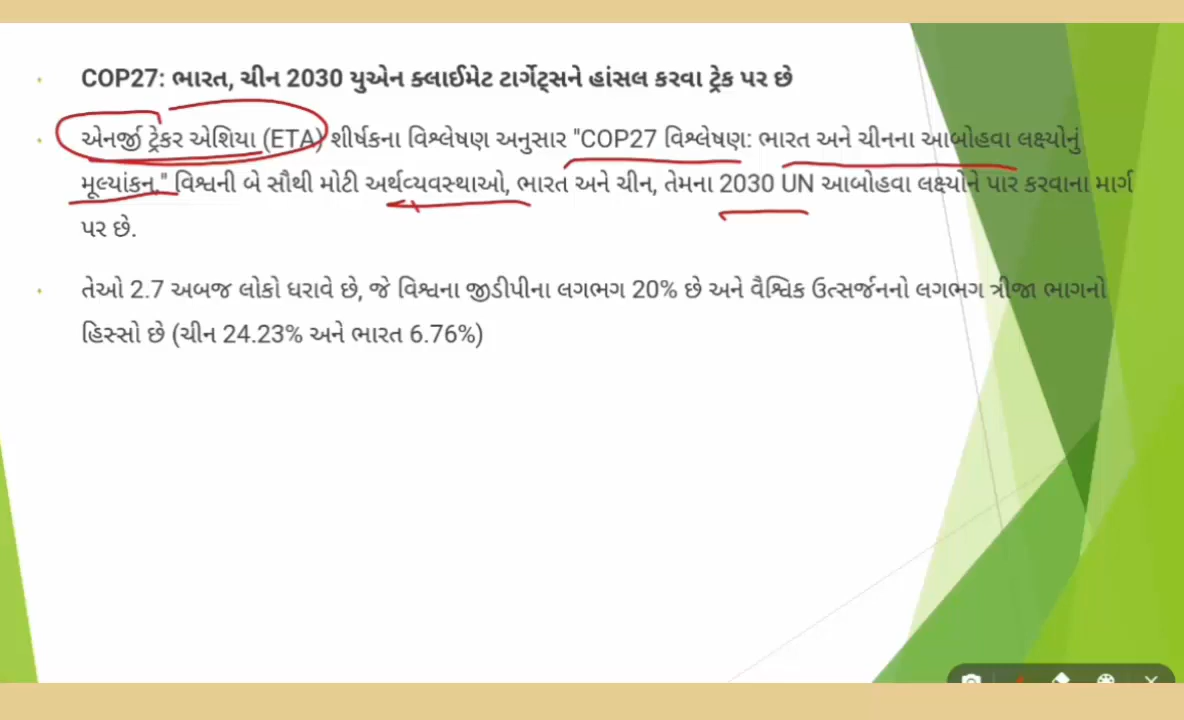 COP27: ભારત, ચીન 2030 યુએન ક્લાઈમેટ ટાર્ગેટ્સને હાંસલ કરવા ટ્રેક પર છે
એનર્જી ટ્રેકર એશિયા (ETA) શીર્ષકના વિશ્લેષણ અનુસાર "COP27 વિશ્લેષણ: ભારત અને ચીનના આબોહવા લક્ષ્યોનું
મૂલ્યાંકન." વિશ્વની બે સૌથી મોટી અર્થવ્યવસ્થાઓ, ભારત અને ચીન, તેમના 2030 UN આબોહવા લક્ષ્યોને પાર કરવાના માર્ગ
પર છે.
તેઓ 2.7 અબજ લોકો ધરાવે છે, જે વિશ્વના જીડીપીના લગભગ 20% છે અને વૈશ્વિક ઉત્સર્જનનો લગભગ ત્રીજા ભાગનો
હિસ્સો છે (ચીન 24.23% અને ભારત 6.76%)